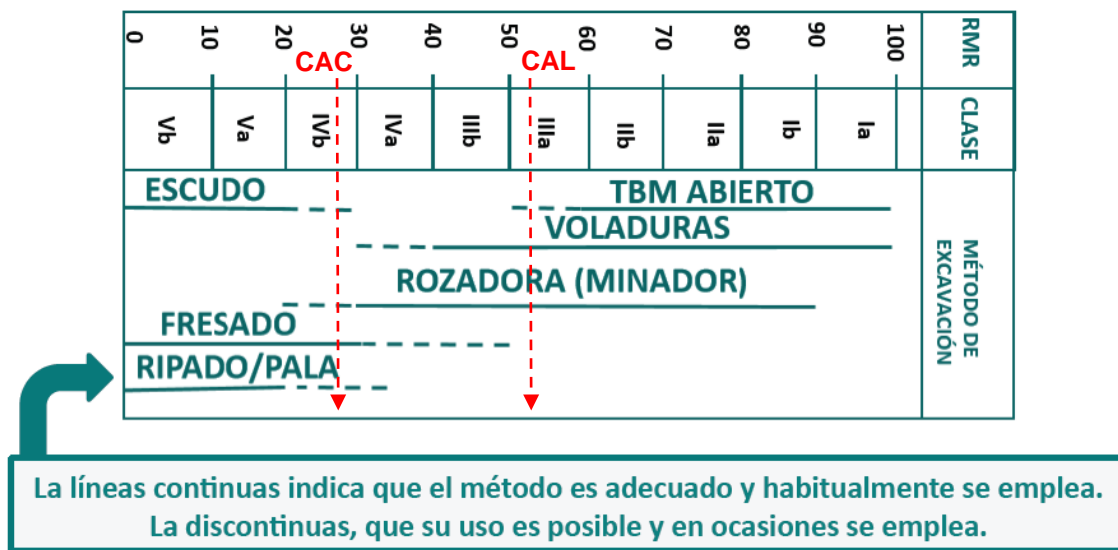 0 10 20 30 40 50 60 70 80 90 100 RMR
CAC CAL
Vb Va IVb IVa IIIb IIIa IIb IIa Ib Ia CLASE
ESCUDO TBM ABIERTO
VOLADURAS
ROZADORA (MINADOR)
FRESADO
RIPADO/PALA
MÉTODO DE
EXCAVACIÓN
La líneas continuas indica que el método es adecuado y habitualmente se emplea.
La discontinuas, que su uso es posible y en ocasiones se emplea.